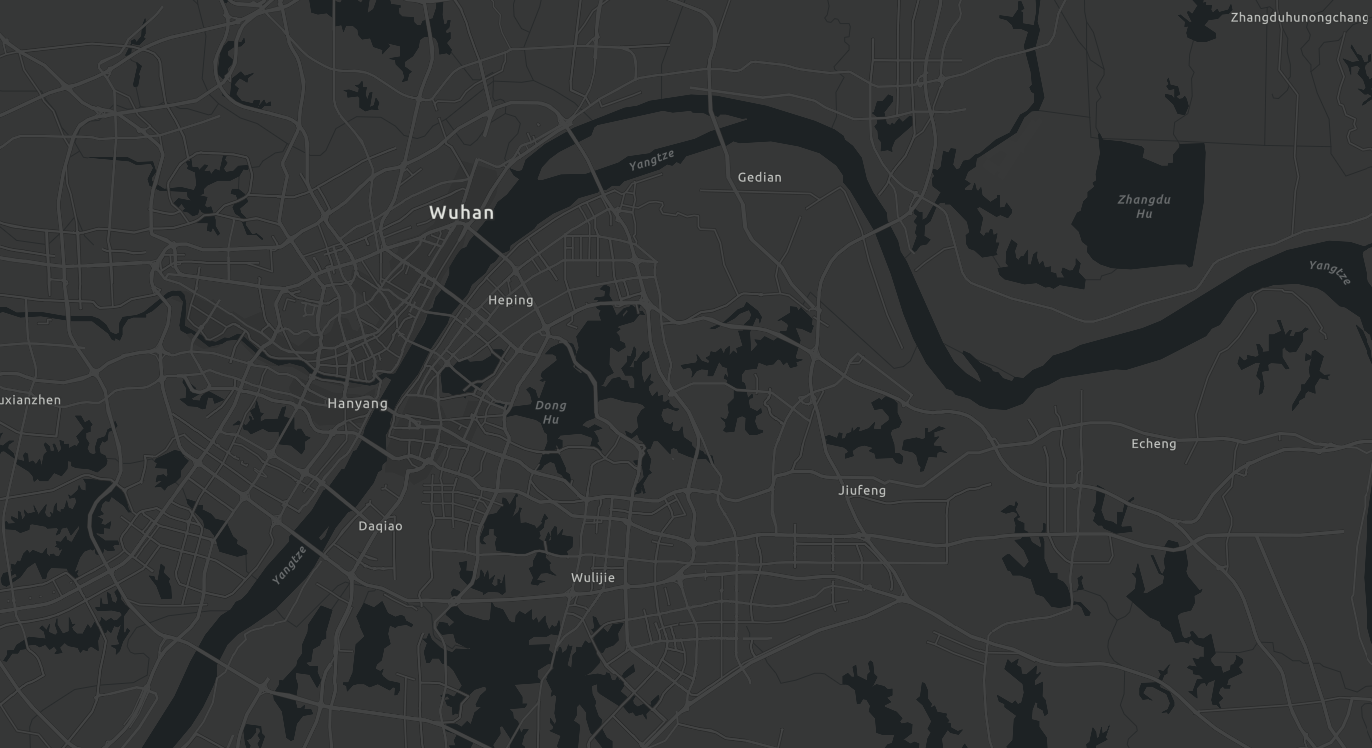 Zhangduhunongchang
Yangtze
Gedian
Zhangdu
Hu
Wuhan
Yangtze
Heping
uxianzhen
Hanyang
Dong
Hu
Echeng
Jiufeng
Daqiao
Yangtze
Wulijie